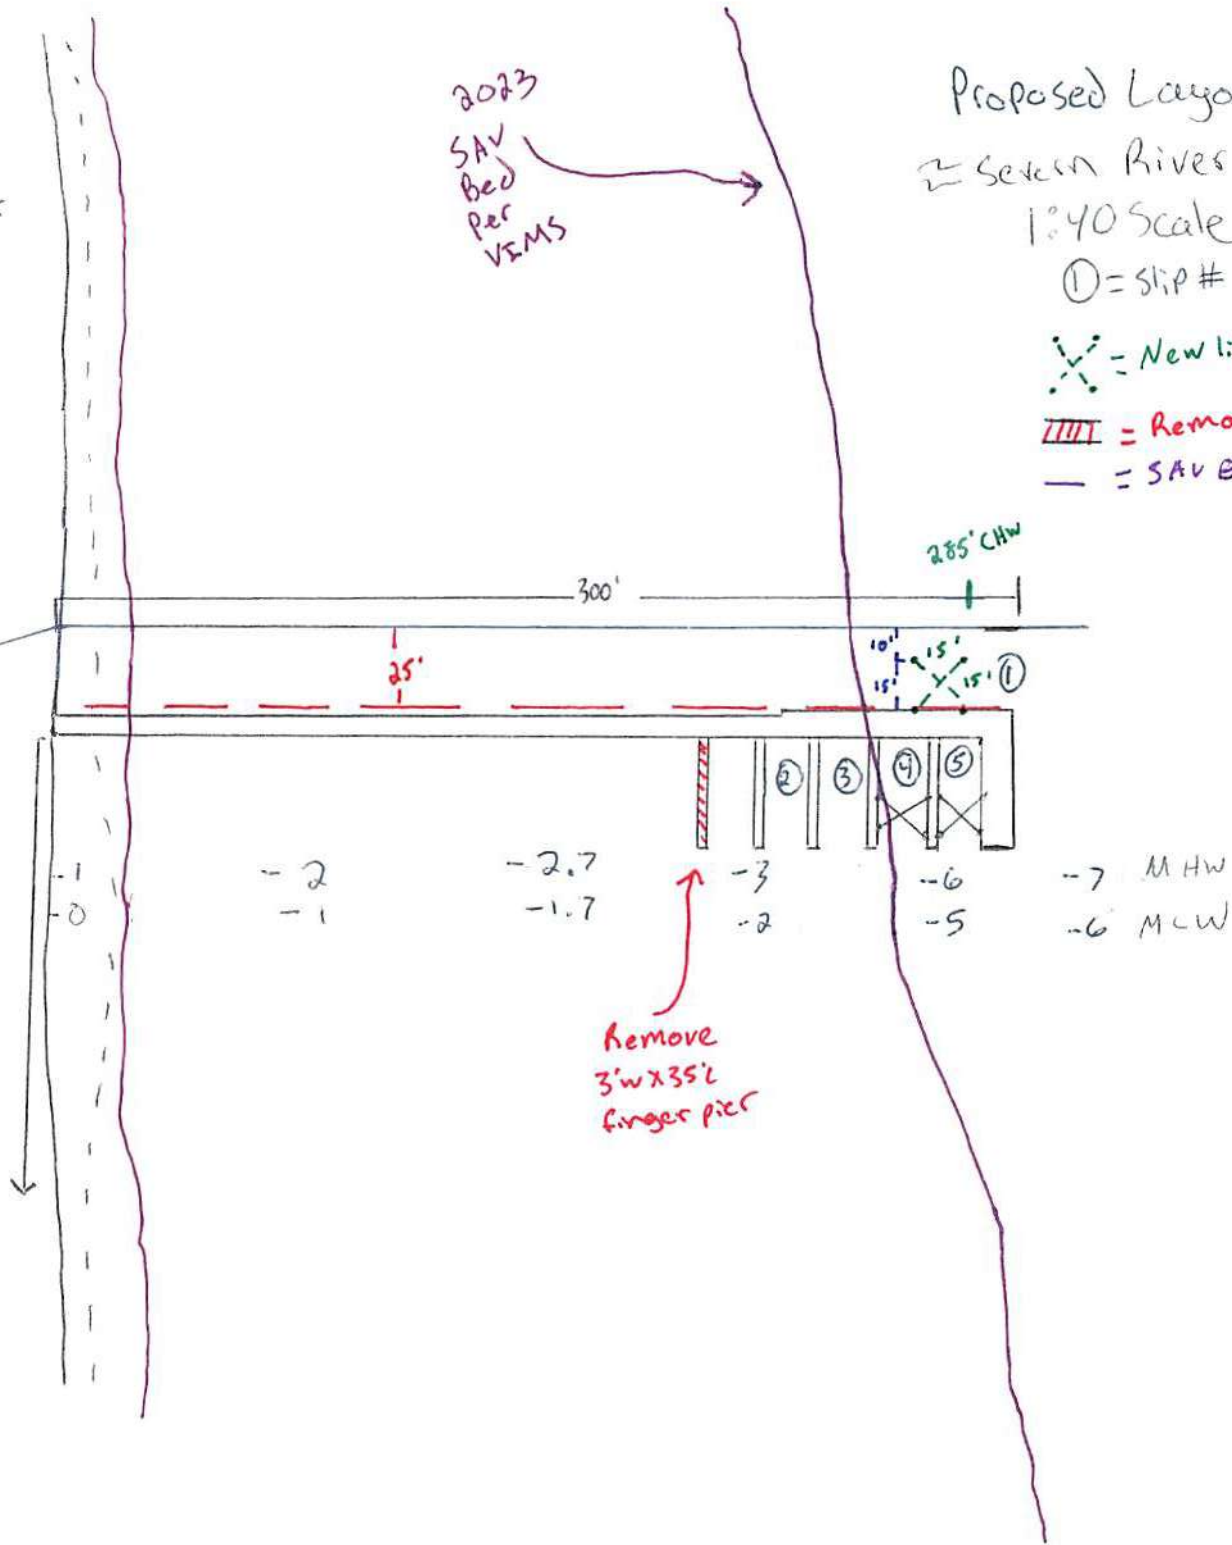 2023
SAV
Bed
Per
VIMS
Proposed Layo
≈ Severn River
1:40 Scale
① = Slip #
= New li
= Remo
= SAV B
285' CHW
300'
25'
10'
15'
15'
15'
①
② ③ ④ ⑤
-1 -2 -2.7 -3 -6 -7 MHW
-0 -1 -1.7 -2 -5 -6 MLW
Remove
3'w x 35'L
finger pier